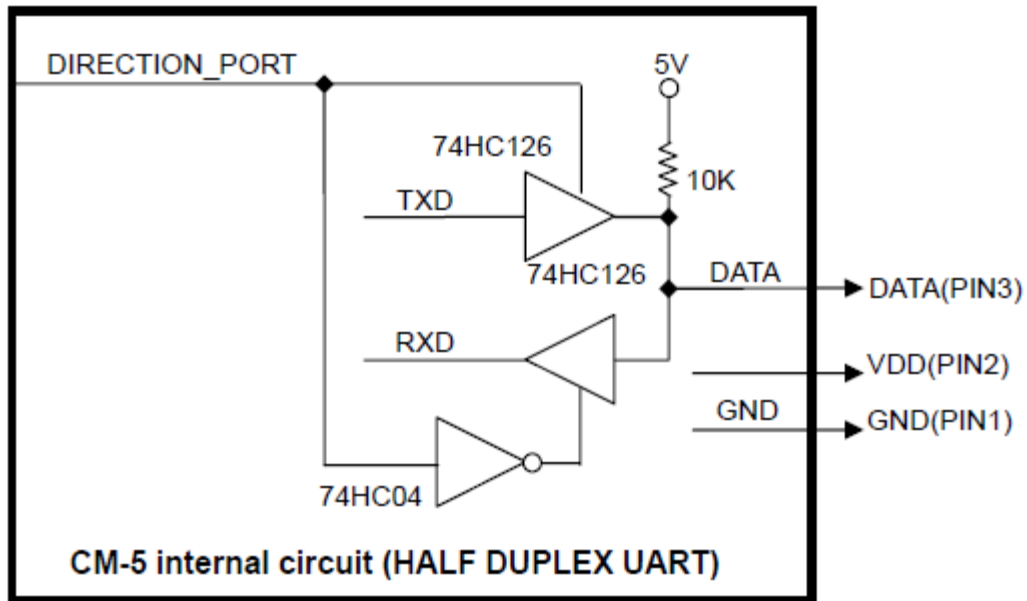 DIRECTION_PORT
5V
74HC126
10K
TXD
74HC126
DATA
DATA(PIN3)
RXD
VDD(PIN2)
GND
GND(PIN1)
74HC04
CM-5 internal circuit (HALF DUPLEX UART)